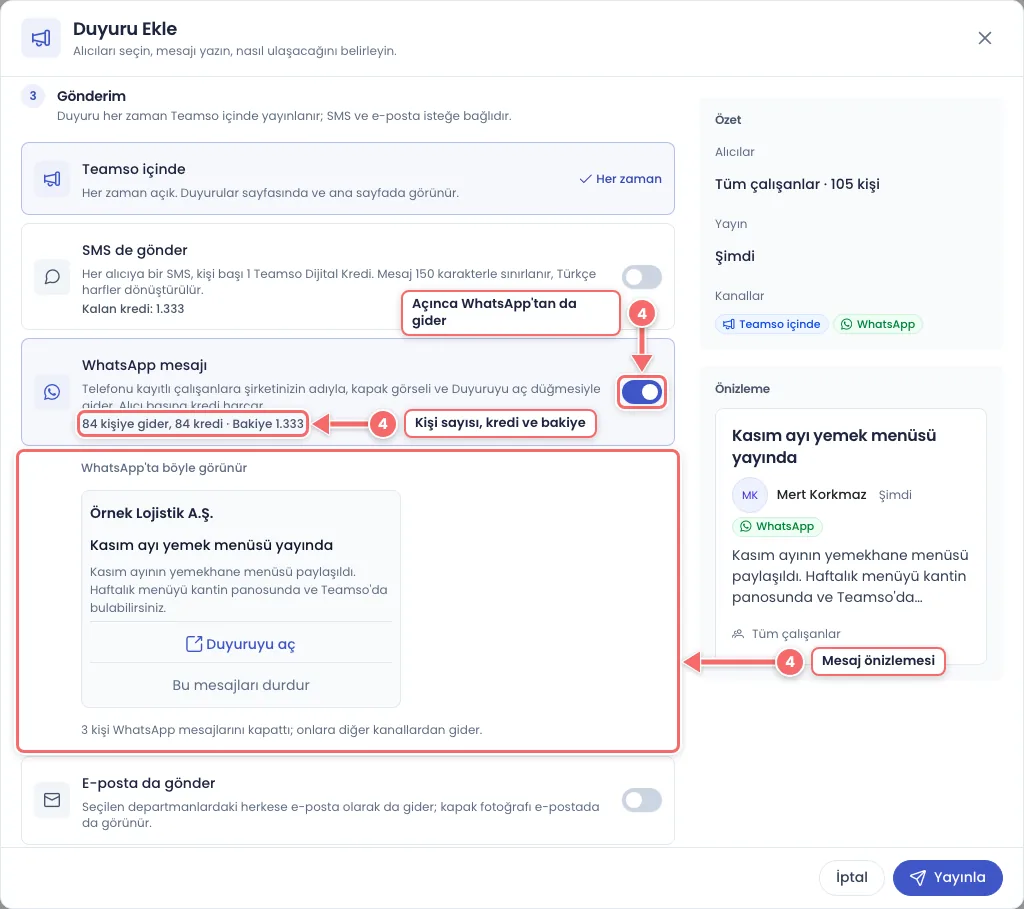 Duyuru Ekle
Alıcıları seçin, mesajı yazın, nasıl ulaşacağını belirleyin.
3
Gönderim
Duyuru her zaman Teamso içinde yayınlanır; SMS ve e-posta isteğe bağlıdır.
Teamso içinde
Her zaman açık. Duyurular sayfasında ve ana sayfada görünür.
Her zaman
SMS de gönder
Her alıcıya bir SMS, kişi başı 1 Teamso Dijital Kredi. Mesaj 150 karakterle sınırlanır, Türkçe
harfler dönüştürülür.
Kalan kredi: 1.333
Açınca WhatsApp'tan da
gider
4
WhatsApp mesajı
Telefonu kayıtlı çalışanlara şirketinizin adıyla, kapak görseli ve Duyuruyu aç düğmesiyle
gider. Alıcı başına kredi harcar.
84 kişiye gider, 84 kredi · Bakiye 1.333
4
Kişi sayısı, kredi ve bakiye
WhatsApp'ta böyle görünür
Örnek Lojistik A.Ş.
Kasım ayı yemek menüsü yayında
Kasım ayının yemekhane menüsü paylaşıldı.
Haftalık menüyü kantin panosunda ve Teamso'da
bulabilirsiniz.
Duyuruyu aç
Bu mesajları durdur
3 kişi WhatsApp mesajlarını kapattı; onlara diğer kanallardan gider.
E-posta da gönder
Seçilen departmanlardaki herkese e-posta olarak da gider; kapak fotoğrafı e-postada
da görünür.
Özet
Alıcılar
Tüm çalışanlar · 105 kişi
Yayın
Şimdi
Kanallar
Teamso içinde
WhatsApp
Önizleme
Kasım ayı yemek menüsü
yayında
MK
Mert Korkmaz
Şimdi
WhatsApp
Kasım ayının yemekhane menüsü
paylaşıldı. Haftalık menüyü kantin
panosunda ve Teamso'da…
Tüm çalışanlar
4
Mesaj önizlemesi
İptal
Yayınla